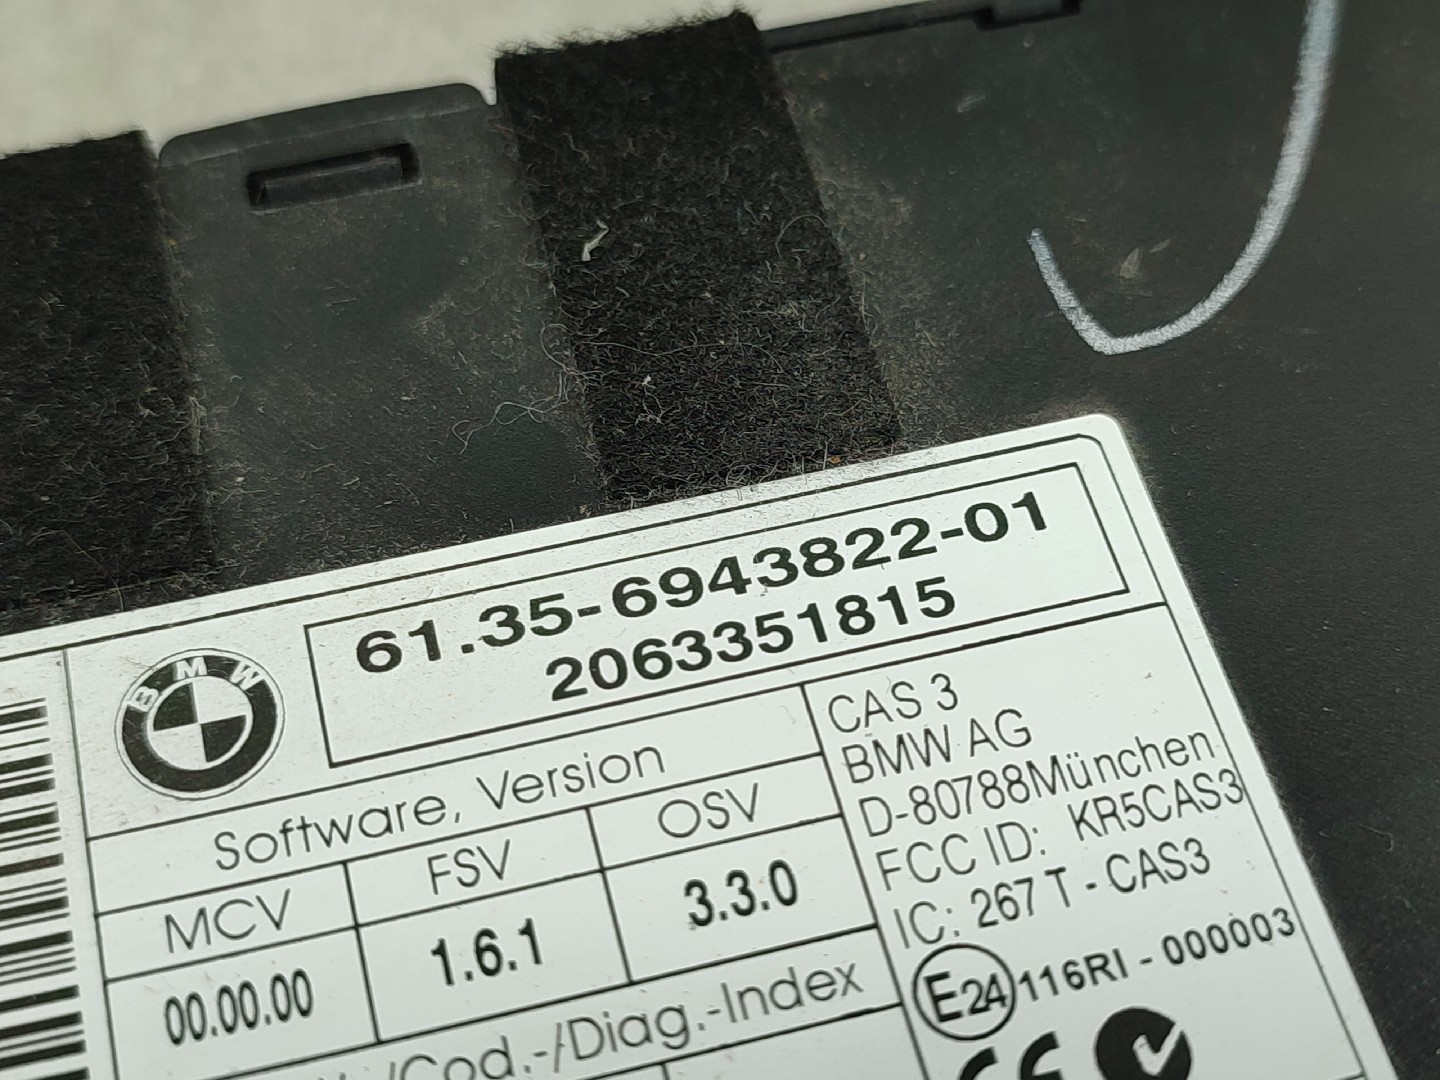 BMW
61.35-6943822-01
2063351815
Software, Version
MCV
FSV
OSV
00.00.00
1.6.1
3.3.0
/Cod.-/Diag.-Index
CAS 3
BMW AG
D-80788München
FCC ID: KR5CAS3
IC: 267 T - CAS3
E24 116RI - 000003
CE